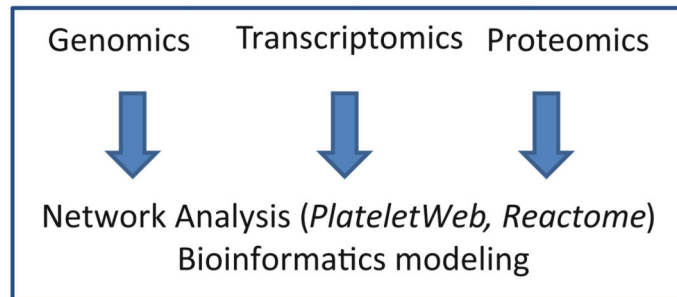 Genomics Transcriptomics Proteomics
Network Analysis (PlateletWeb, Reactome)
Bioinformatics modeling